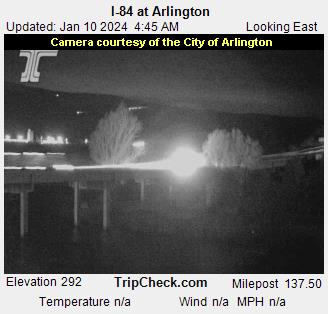 I-84 at Arlington
Updated: Jan 10 2024 4:45 AM Looking East
Camera courtesy of the City of Arlington
Elevation 292 TripCheck.com Milepost 137.50
Temperature n/a Wind n/a MPH n/a